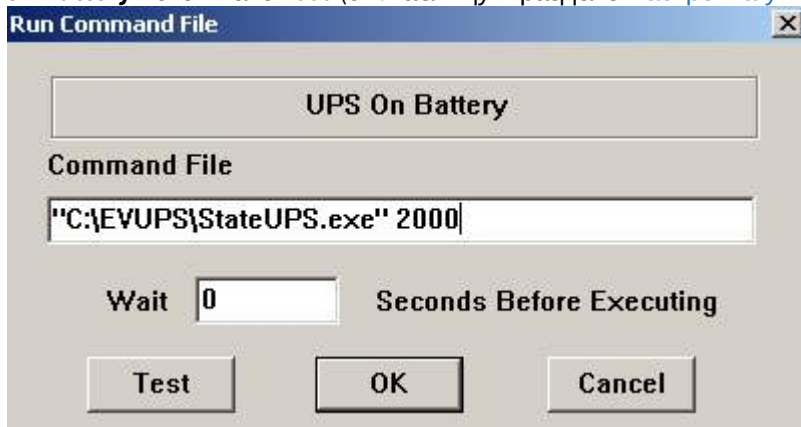 Run Command File
UPS On Battery
Command File
"C:\EVUPS\StateUPS.exe" 2000
Wait 0 Seconds Before Executing
Test OK Cancel